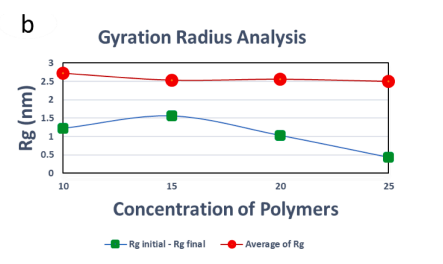 b
Gyration Radius Analysis
Rg (nm)
3
2.5
2
1.5
1
0.5
0
10 15 20 25
Concentration of Polymers
Rg initial - Rg final Average of Rg